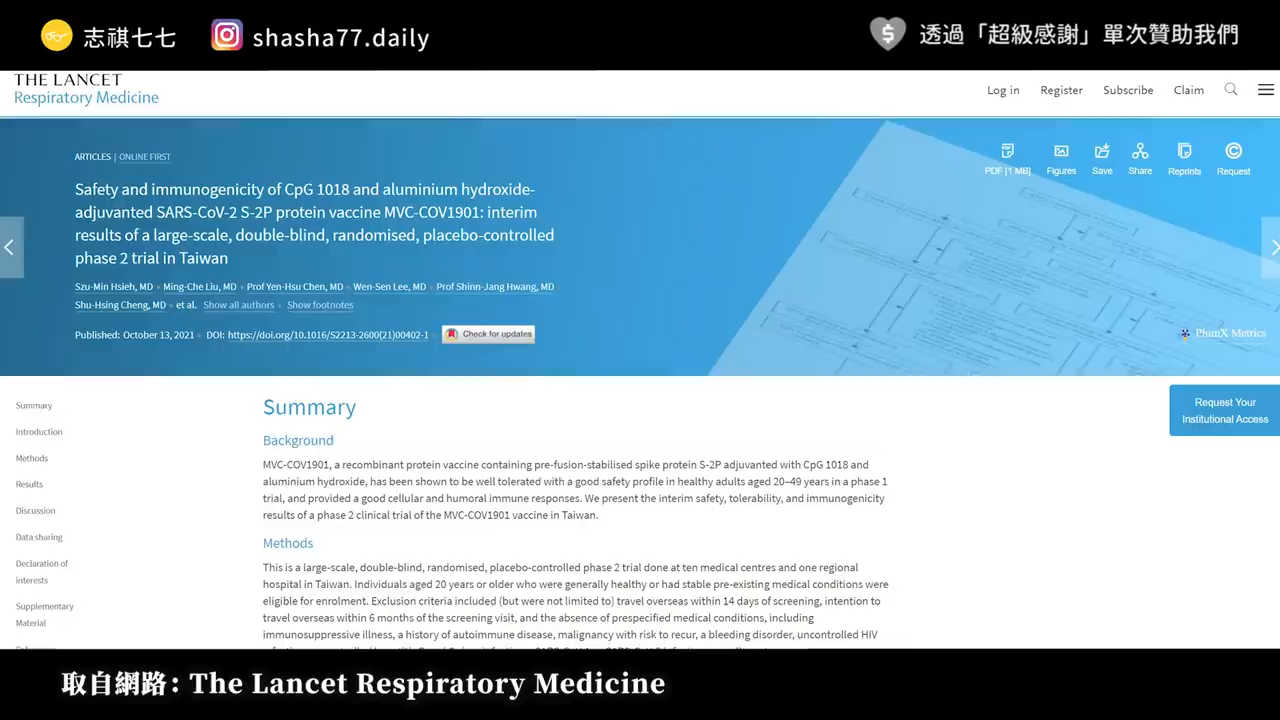 志祺七七
shasha77.daily
透過「超級感謝」單次贊助我們
THE LANCET
Respiratory Medicine
Log in
Register
Subscribe
Claim
ARTICLES | ONLINE FIRST
Safety and immunogenicity of CpG 1018 and aluminium hydroxide-
adjuvanted SARS-CoV-2 S-2P protein vaccine MVC-COV1901: interim
results of a large-scale, double-blind, randomised, placebo-controlled
phase 2 trial in Taiwan
Szu-Min Hsieh, MD • Ming-Che Liu, MD • Prof Yen-Hsu Chen, MD • Wen-Sen Lee, MD • Prof Shinn-Jang Hwang, MD
Shu-Hsing Cheng, MD • et al. Show all authors • Show footnotes
Published: October 13, 2021 • DOI: https://doi.org/10.1016/S2213-2600(21)00402-1 •
Check for updates
PDF [1 MB]
Figures
Save
Share
Reprints
Request
PlumX Metrics
Request Your
Institutional Access
Summary
Introduction
Methods
Results
Discussion
Data sharing
Declaration of
interests
Supplementary
Material
Summary
Background
MVC-COV1901, a recombinant protein vaccine containing pre-fusion-stabilised spike protein S-2P adjuvanted with CpG 1018 and
aluminium hydroxide, has been shown to be well tolerated with a good safety profile in healthy adults aged 20–49 years in a phase 1
trial, and provided a good cellular and humoral immune responses. We present the interim safety, tolerability, and immunogenicity
results of a phase 2 clinical trial of the MVC-COV1901 vaccine in Taiwan.
Methods
This is a large-scale, double-blind, randomised, placebo-controlled phase 2 trial done at ten medical centres and one regional
hospital in Taiwan. Individuals aged 20 years or older who were generally healthy or had stable pre-existing medical conditions were
eligible for enrolment. Exclusion criteria included (but were not limited to) travel overseas within 14 days of screening, intention to
travel overseas within 6 months of the screening visit, and the absence of prespecified medical conditions, including
immunosuppressive illness, a history of autoimmune disease, malignancy with risk to recur, a bleeding disorder, uncontrolled HIV
取自網路：The Lancet Respiratory Medicine